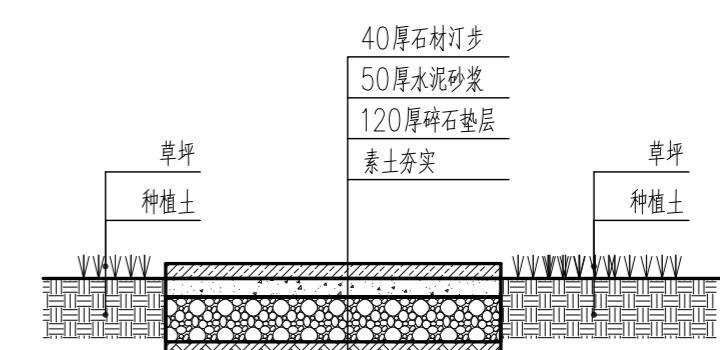 40厚石材汀步
50厚水泥砂浆
120厚碎石垫层
素土夯实
草坪
种植土
草坪
种植土